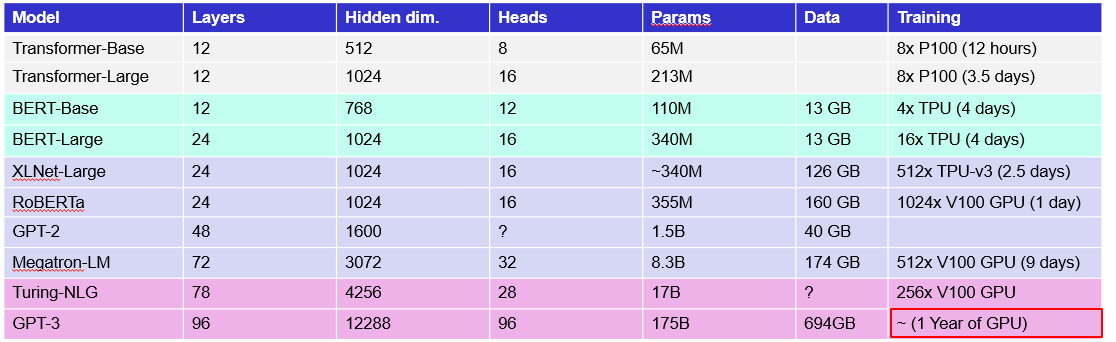 Model Layers Hidden dim. Heads Params Data Training
Transformer-Base 12 512 8 65M 8x P100 (12 hours)
Transformer-Large 12 1024 16 213M 8x P100 (3.5 days)
BERT-Base 12 768 12 110M 13 GB 4x TPU (4 days)
BERT-Large 24 1024 16 340M 13 GB 16x TPU (4 days)
XLNet-Large 24 1024 16 ~340M 126 GB 512x TPU-v3 (2.5 days)
RoBERTa 24 1024 16 355M 160 GB 1024x V100 GPU (1 day)
GPT-2 48 1600 ? 1.5B 40 GB
Megatron-LM 72 3072 32 8.3B 174 GB 512x V100 GPU (9 days)
Turing-NLG 78 4256 28 17B ? 256x V100 GPU
GPT-3 96 12288 96 175B 694GB ~ (1 Year of GPU)